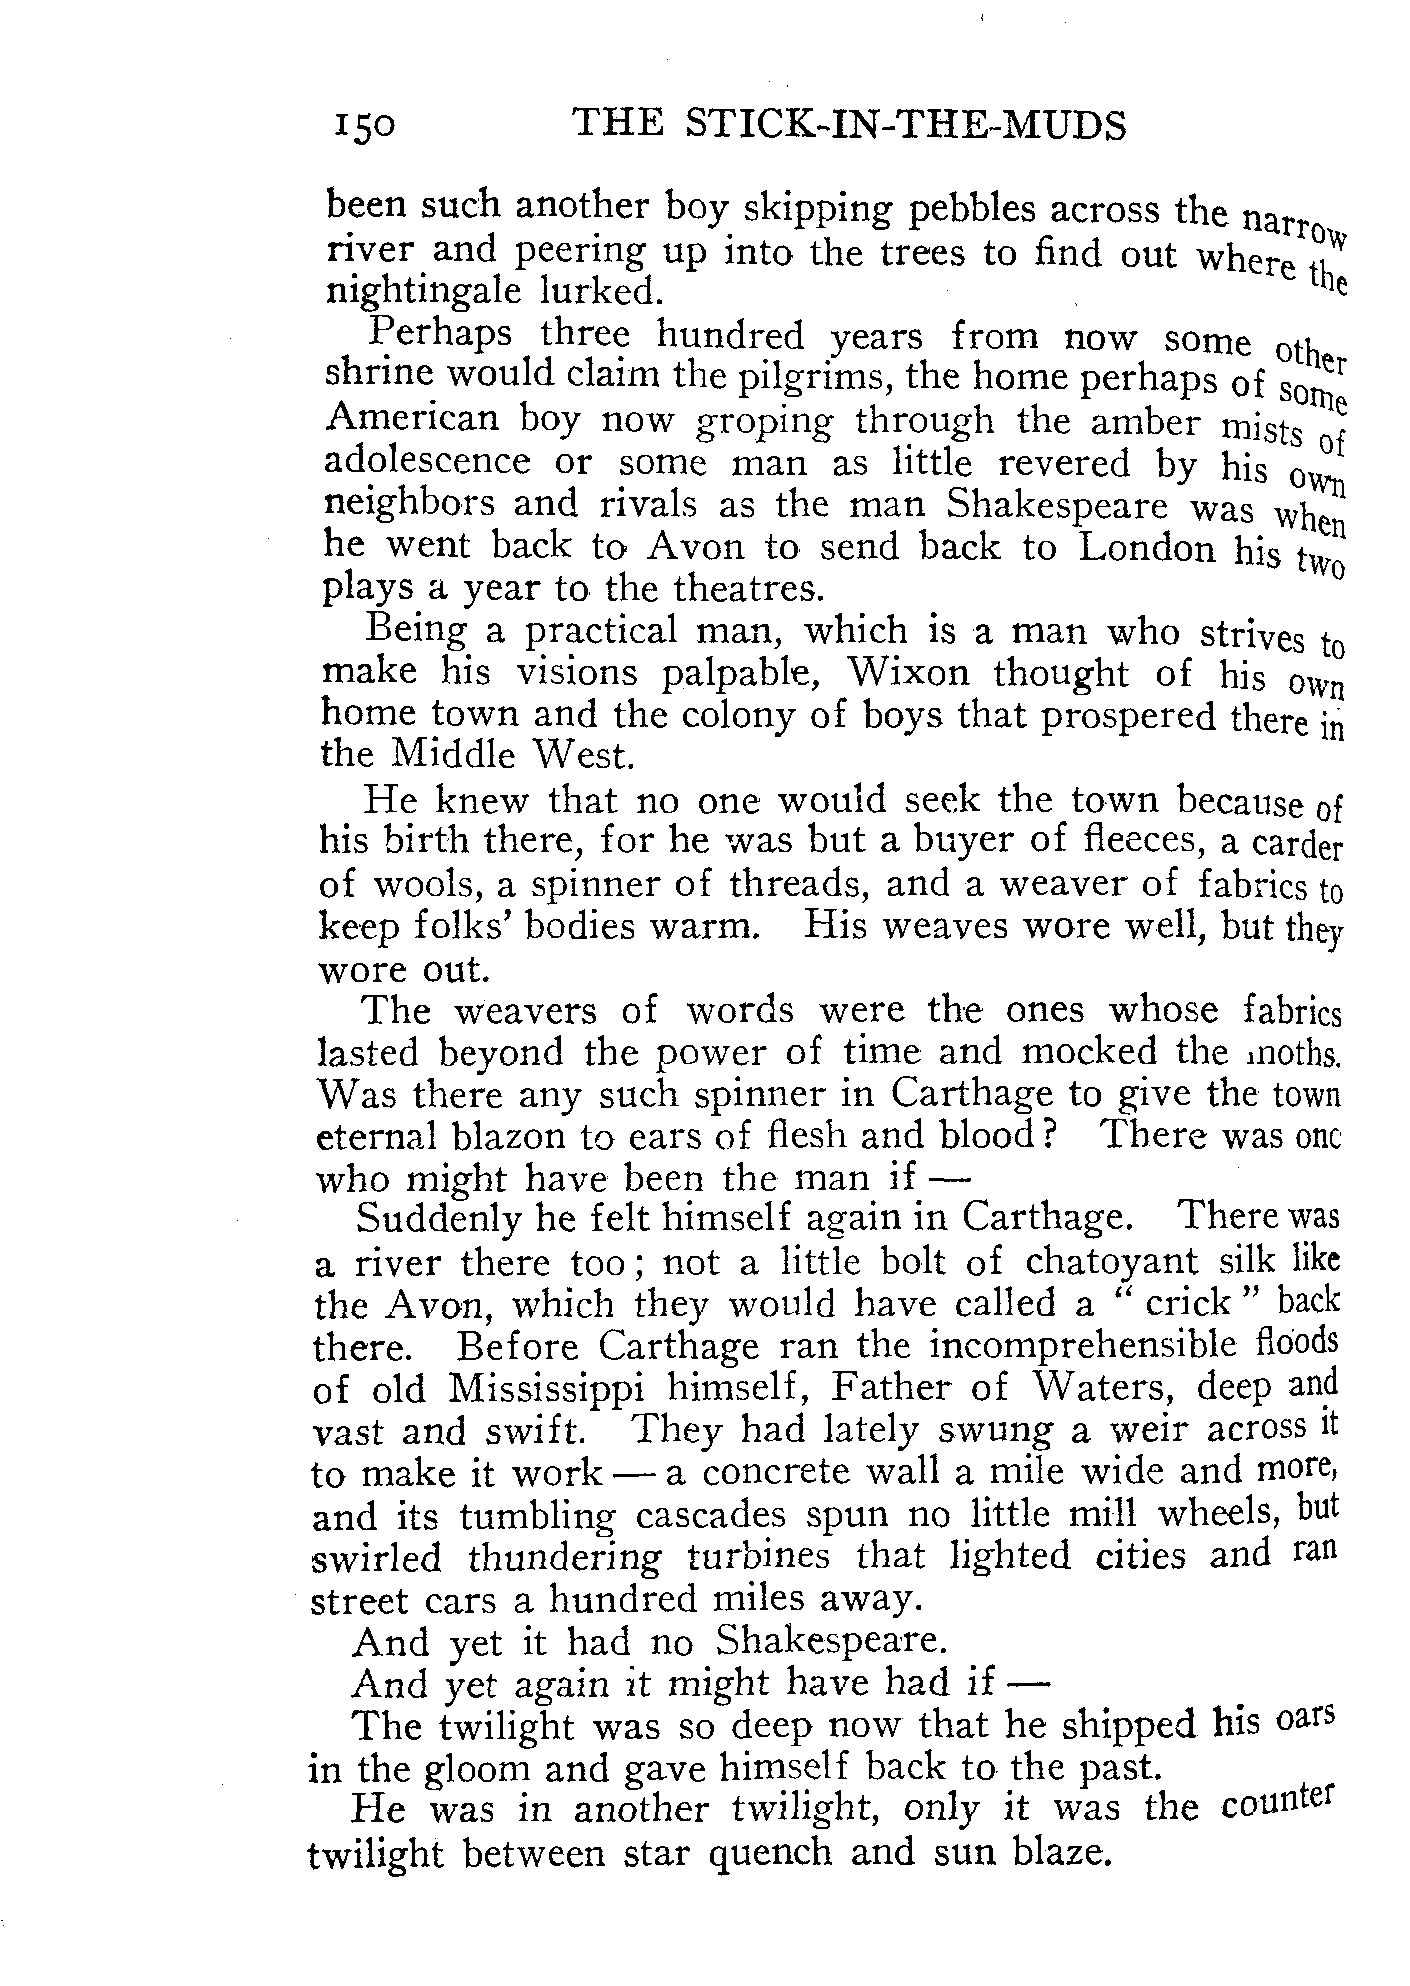 150 THE STICK-IN-THE-MUDS
been such another boy skipping pebbles across the narrow
river and peering up into the trees to find out where the
nightingale lurked.
Perhaps three hundred years from now some other
shrine would claim the pilgrims, the home perhaps of some
American boy now groping through the amber mists of
adolescence or some man as little revered by his own
neighbors and rivals as the man Shakespeare was when
he went back to Avon to send back to London his two
plays a year to the theatres.
Being a practical man, which is a man who strives to
make his visions palpable, Wixon thought of his own
home town and the colony of boys that prospered there in
the Middle West.
He knew that no one would seek the town because of
his birth there, for he was but a buyer of fleeces, a carder
of wools, a spinner of threads, and a weaver of fabrics to
keep folks' bodies warm. His weaves wore well, but they
wore out.
The weavers of words were the ones whose fabrics
lasted beyond the power of time and mocked the moths.
Was there any such spinner in Carthage to give the town
eternal blazon to ears of flesh and blood? There was one
who might have been the man if —
Suddenly he felt himself again in Carthage. There was
a river there too; not a little bolt of chatoyant silk like
the Avon, which they would have called a " crick " back
there. Before Carthage ran the incomprehensible floods
of old Mississippi himself, Father of Waters, deep and
vast and swift. They had lately swung a weir across it
to make it work — a concrete wall a mile wide and more,
and its tumbling cascades spun no little mill wheels, but
swirled thundering turbines that lighted cities and ran
street cars a hundred miles away.
And yet it had no Shakespeare.
And yet again it might have had if —
The twilight was so deep now that he shipped his oars
in the gloom and gave himself back to the past.
He was in another twilight, only it was the counter
twilight between star quench and sun blaze.